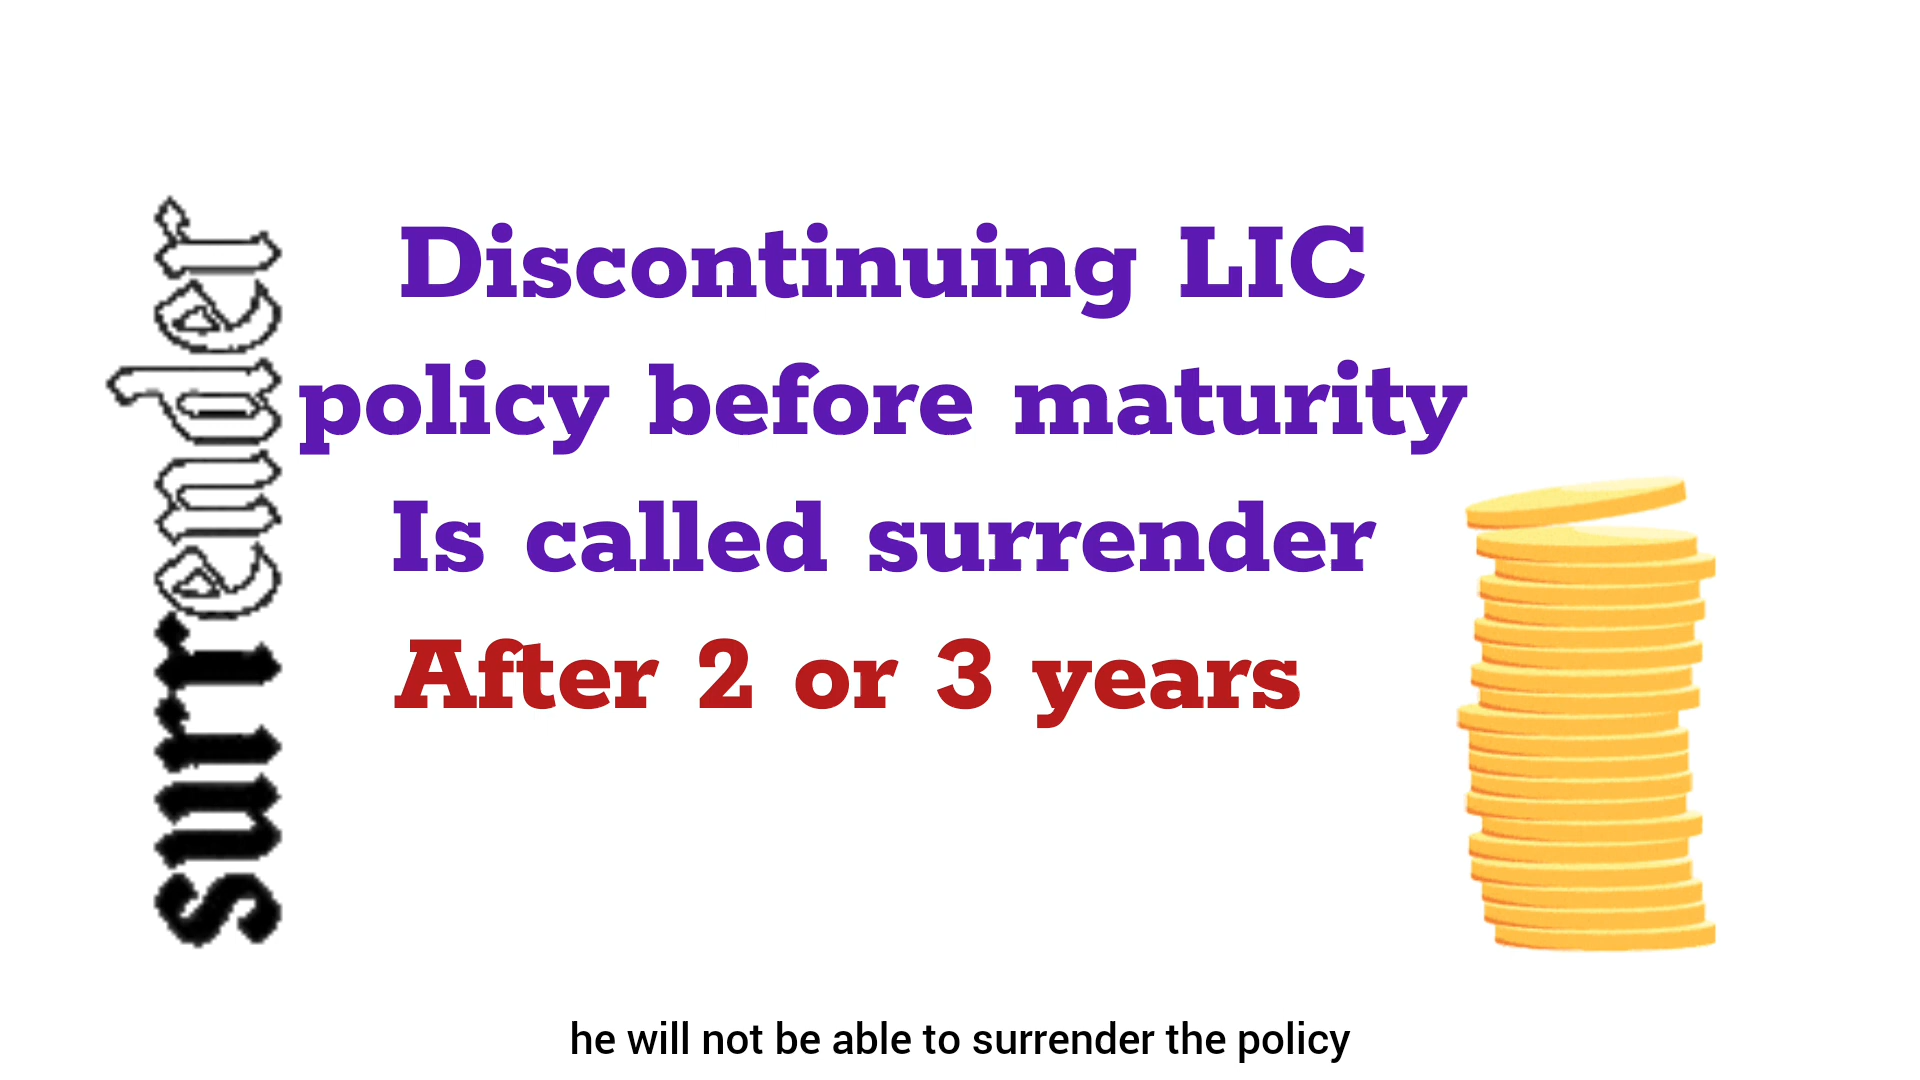 surrender
Discontinuing LIC
policy before maturity
Is called surrender
After 2 or 3 years
he will not be able to surrender the policy